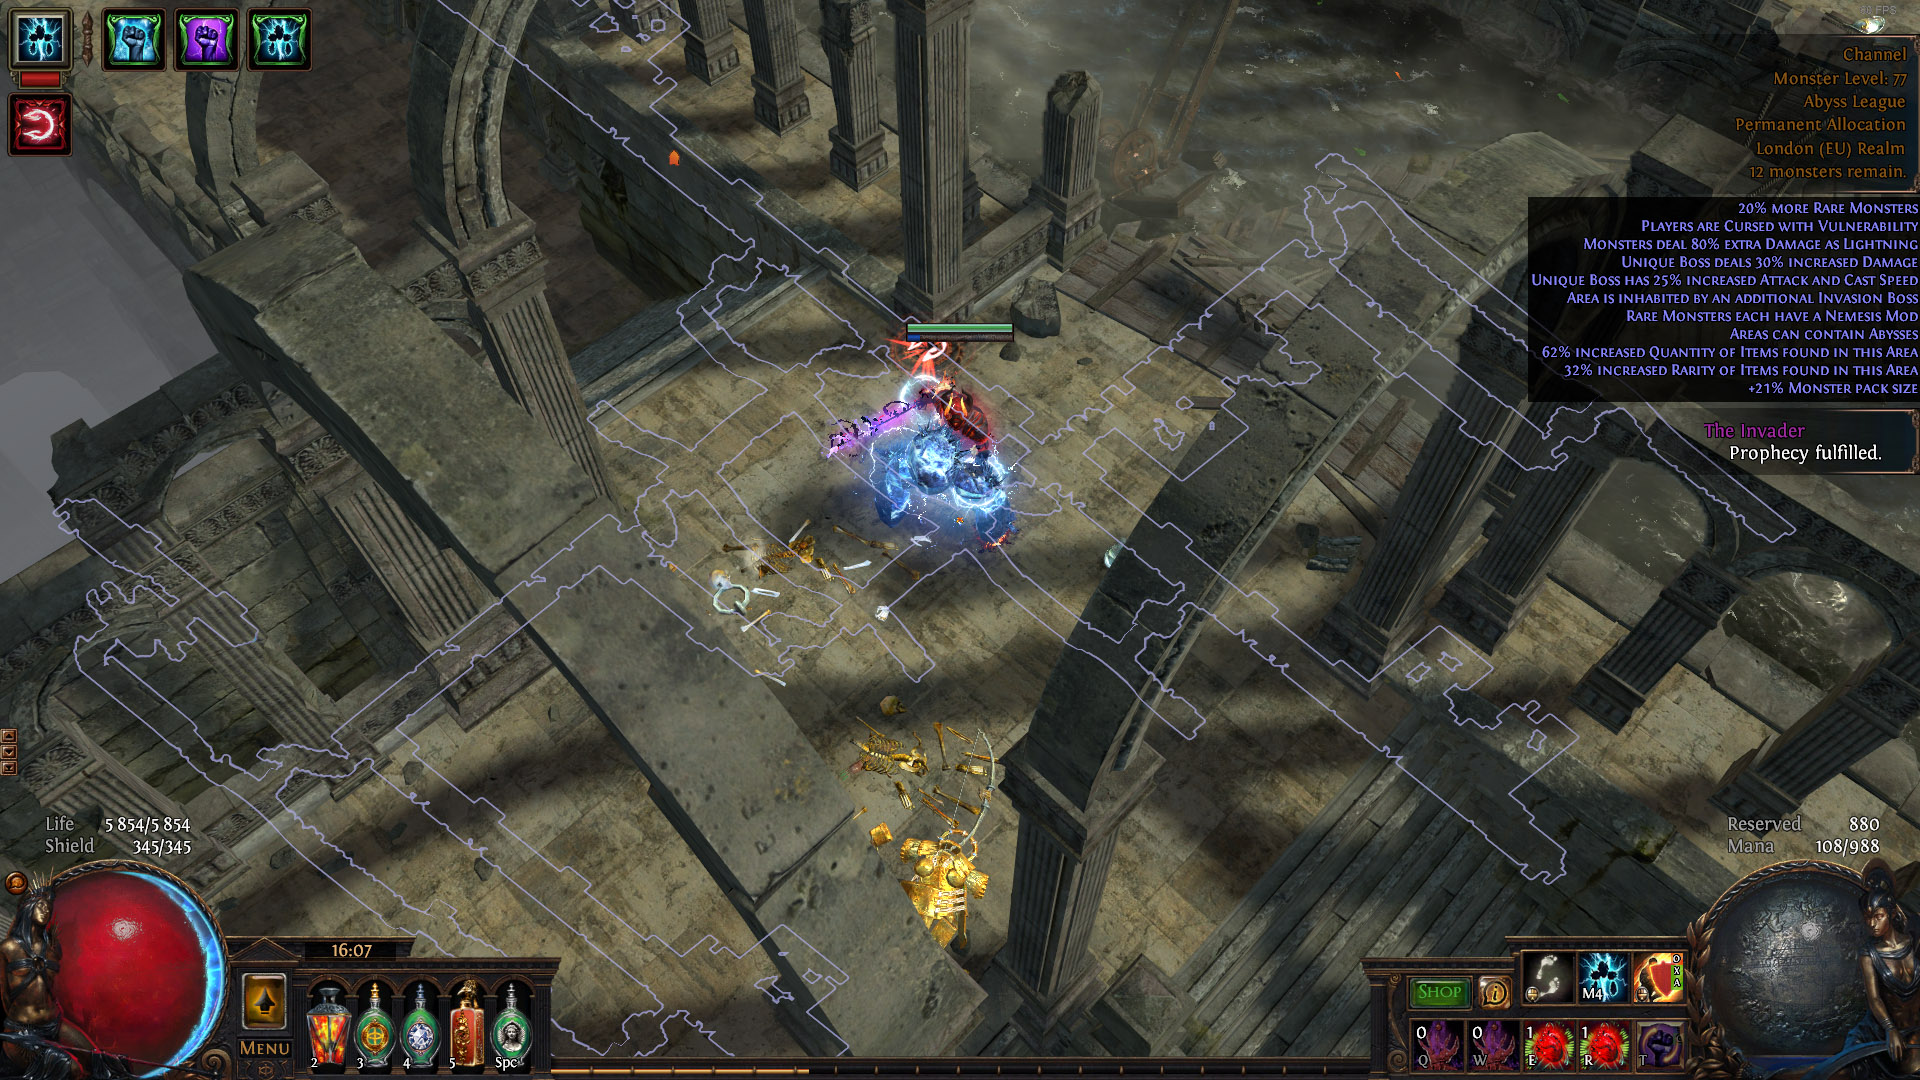 60 FPS
Channel
Monster Level: 77
Abyss League
Permanent Allocation
London (EU) Realm
12 monsters remain.
20% more Rare Monsters
Players are Cursed with Vulnerability
Monsters deal 80% extra Damage as Lightning
Unique Boss deals 30% increased Damage
Unique Boss has 25% increased Attack and Cast Speed
Area is inhabited by an additional Invasion Boss
Rare Monsters each have a Nemesis Mod
Areas can contain Abysses
62% increased Quantity of Items found in this Area
32% increased Rarity of Items found in this Area
+21% Monster pack size
The Invader
Prophecy fulfilled.
Life 5 854/5 854
Shield 345/345
Reserved 880
Mana 108/988
16:07
Menu
2 3 4 5 Spc
Shop
M4
O
X
A
0 0 1 1
Q W E R T